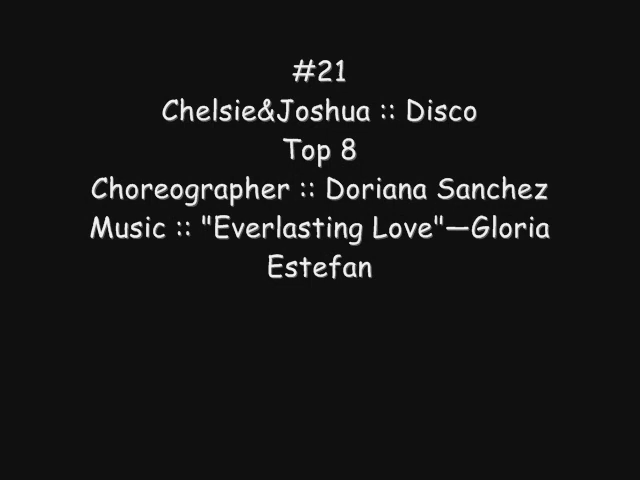 #21
Chelsie&Joshua :: Disco
Top 8
Choreographer :: Doriana Sanchez
Music :: "Everlasting Love"—Gloria
Estefan